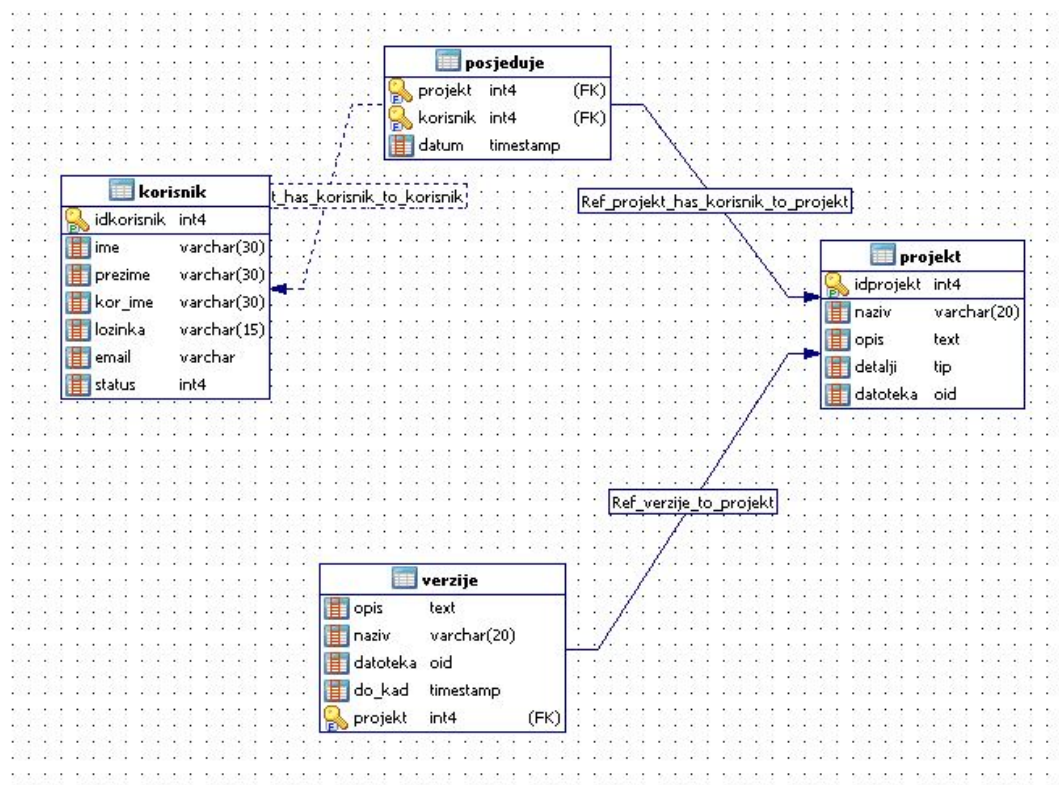 posjeduje
projekt int4 (FK)
korisnik int4 (FK)
datum timestamp
korisnik
idkorisnik int4
ime varchar(30)
prezime varchar(30)
kor_ime varchar(30)
lozinka varchar(15)
email varchar
status int4
t_has_korisnik_to_korisnik
Ref_projekt_has_korisnik_to_projekt
projekt
idprojekt int4
naziv varchar(20)
opis text
detalji tip
datoteka oid
Ref_verzije_to_projekt
verzije
opis text
naziv varchar(20)
datoteka oid
do_kad timestamp
projekt int4 (FK)